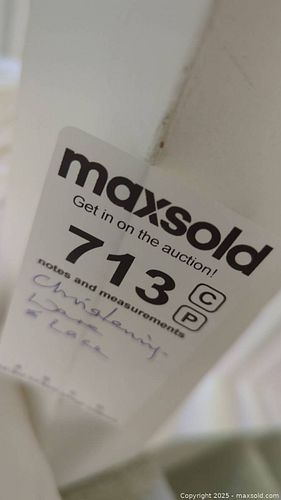 maxsold
Get in on the auction!
713
C
P
notes and measurements
Christening
& Lace
Copyright 2025 - maxsold.com